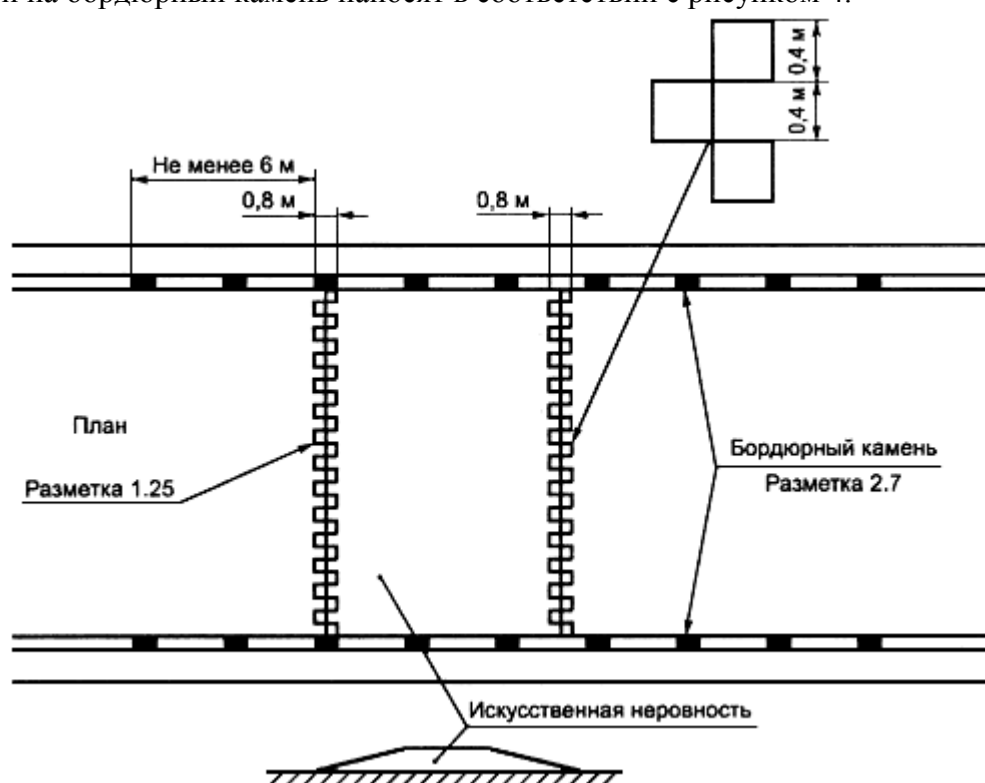 на бордюрный камень наносят в соответствии с рисунком
0,4 м
0,4 м
Не менее 6 м
0,8 м
0,8 м
План
Разметка 1.25
Бордюрный камень
Разметка 2.7
Искусственная неровность